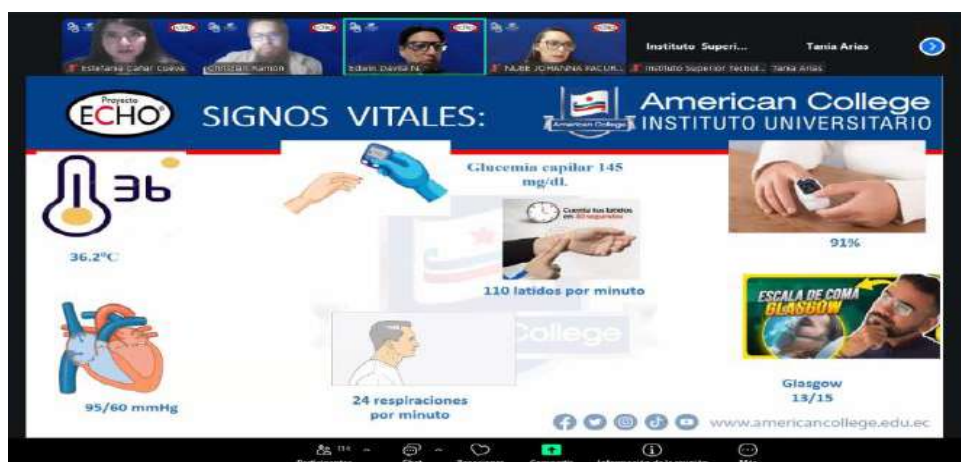 Estefania Cañar Cueva
Christian Ramon
Edwin Davila N.
NUBE JOHANNA PACUR...
Instituto Superi...
Instituto Superior Tecnol...
Tania Arias
Tania Arias
Proyecto
ECHO
SIGNOS VITALES:
American College
American College
INSTITUTO UNIVERSITARIO
36°
36.2°C
Glucemia capilar 145
mg/dl.
Cuenta tus latidos
en 30 segundos
110 latidos por minuto
91%
95/60 mmHg
24 respiraciones
por minuto
College
ESCALA DE COMA
GLASGOW
Glasgow
13/15
www.americancollege.edu.ec
114